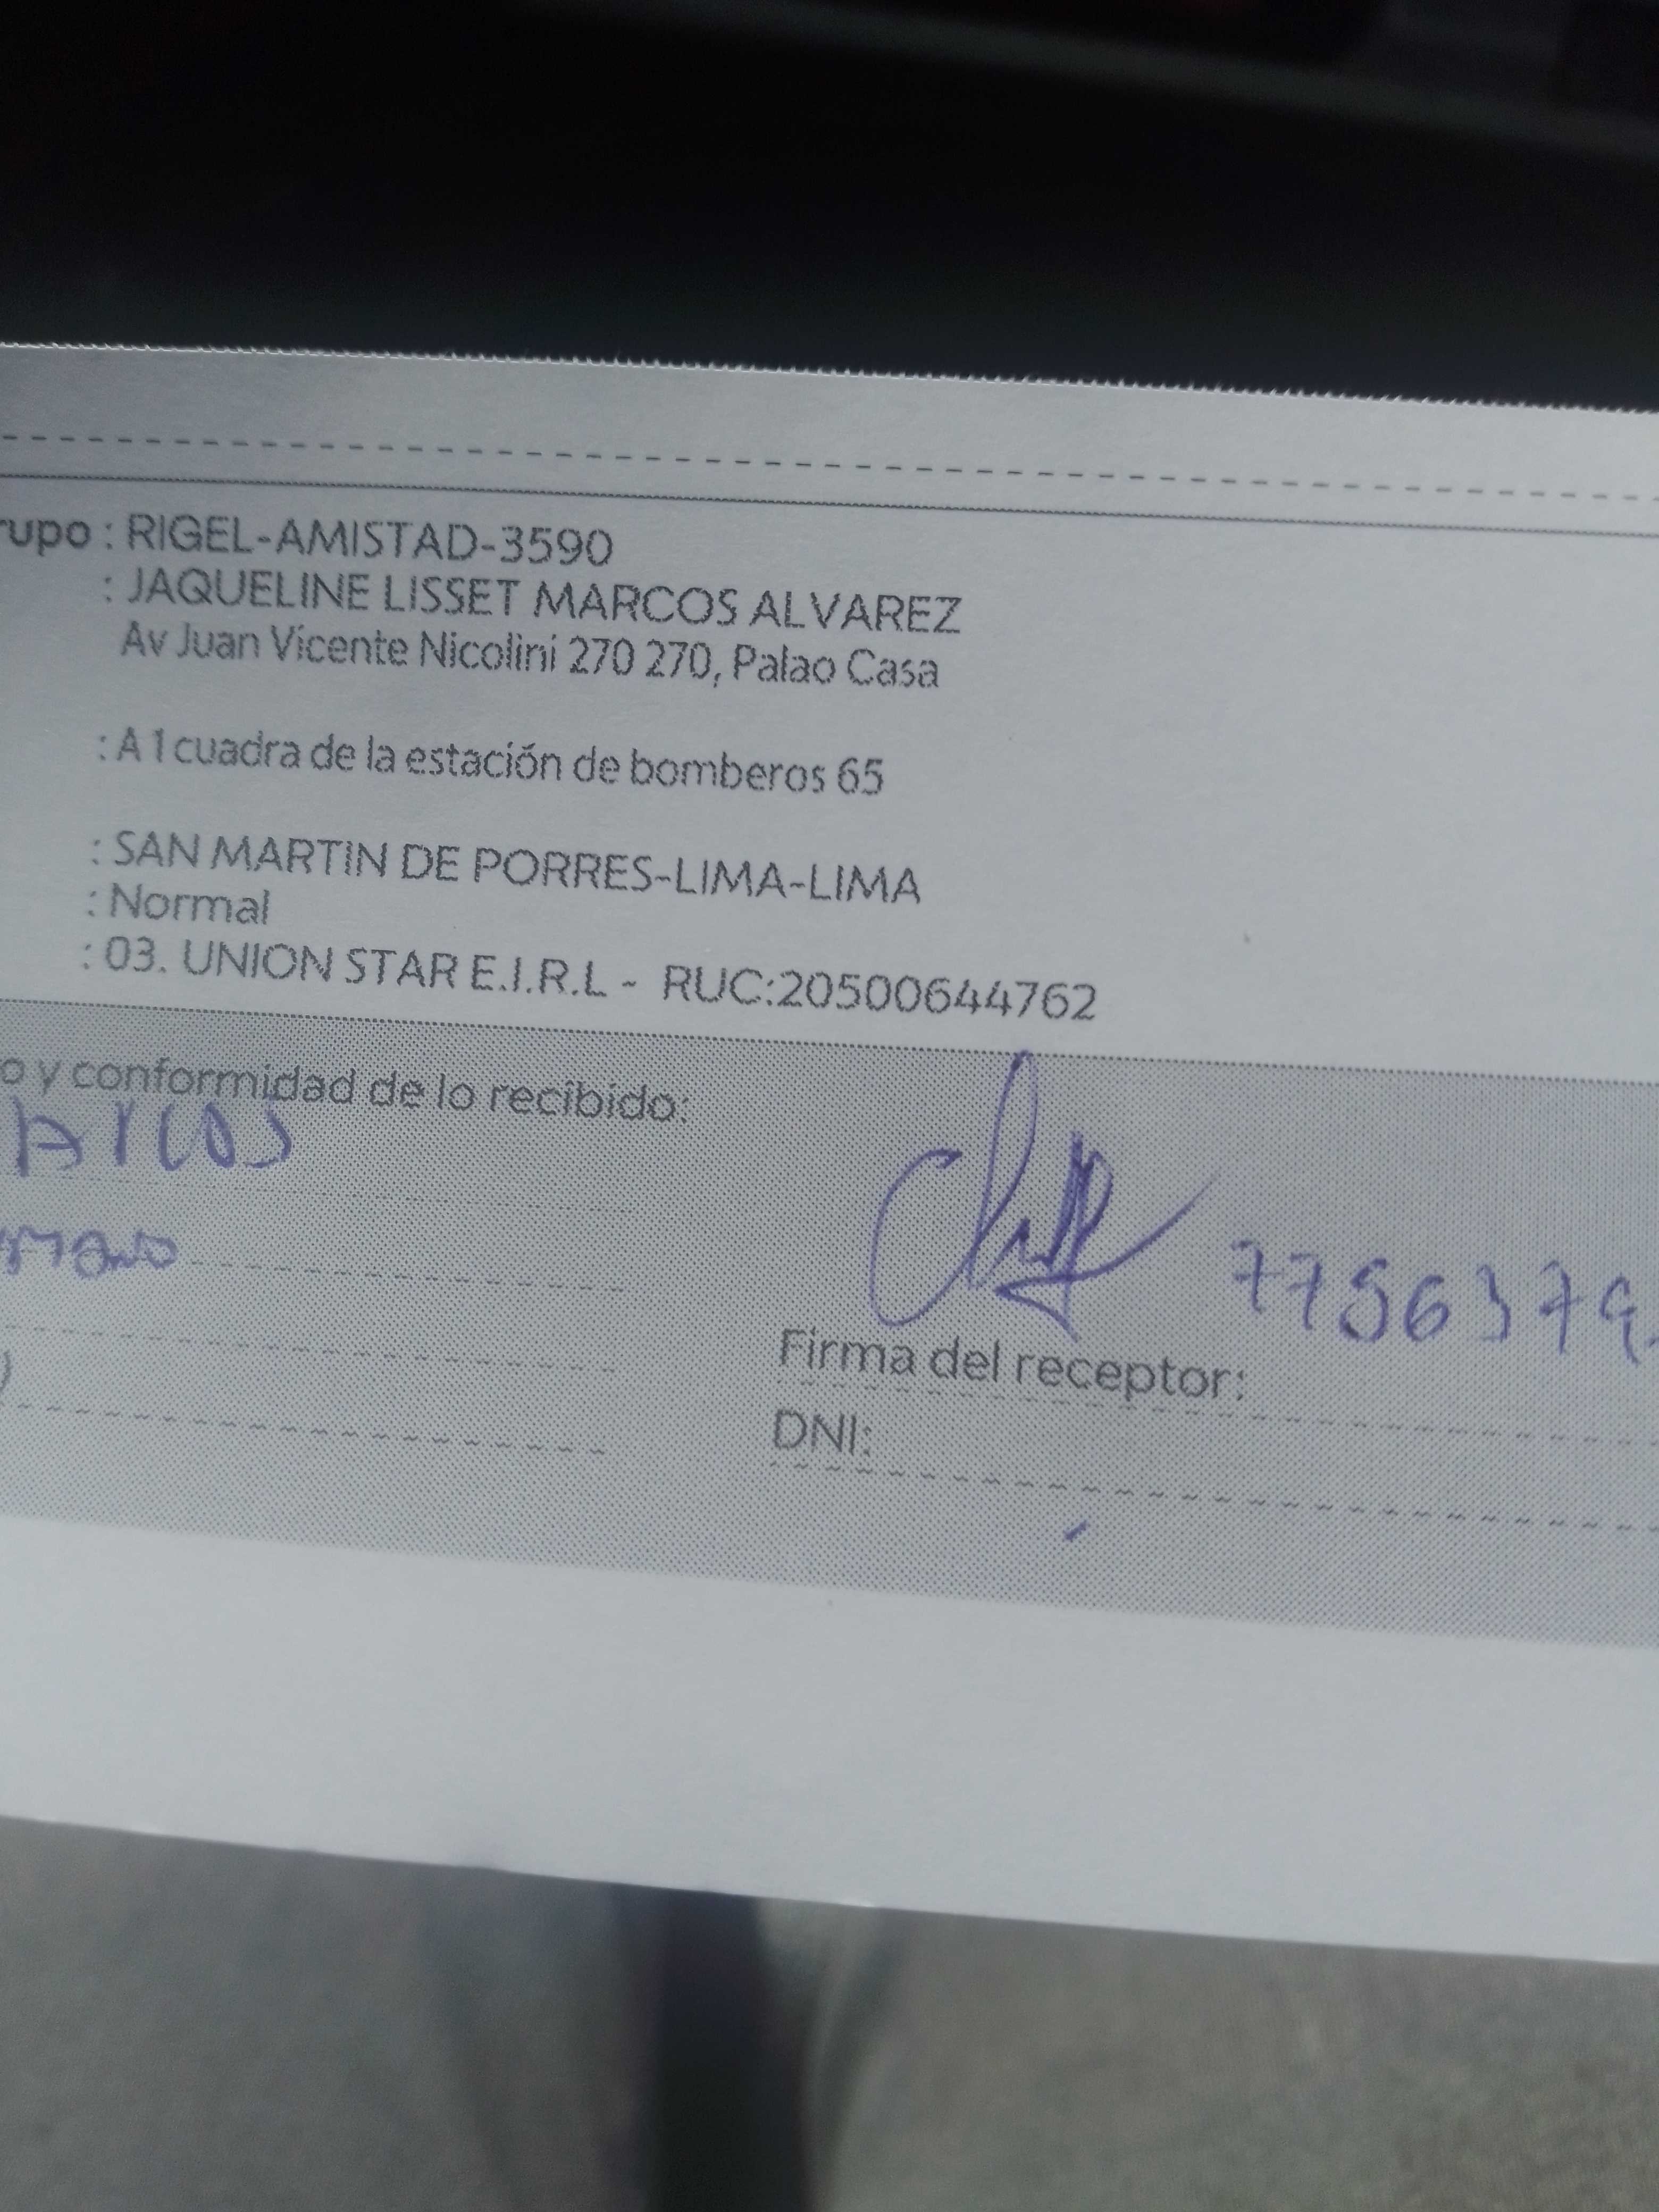 rupo : RIGEL-AMISTAD-3590
: JAQUELINE LISSET MARCOS ALVAREZ
Av Juan Vicente Nicolini 270 270, Palao Casa
: A 1 cuadra de la estación de bomberos 65
: SAN MARTIN DE PORRES-LIMA-LIMA
: Normal
: 03. UNION STAR E.I.R.L - RUC:20500644762
o y conformidad de lo recibido:
Firma del receptor:
DNI: